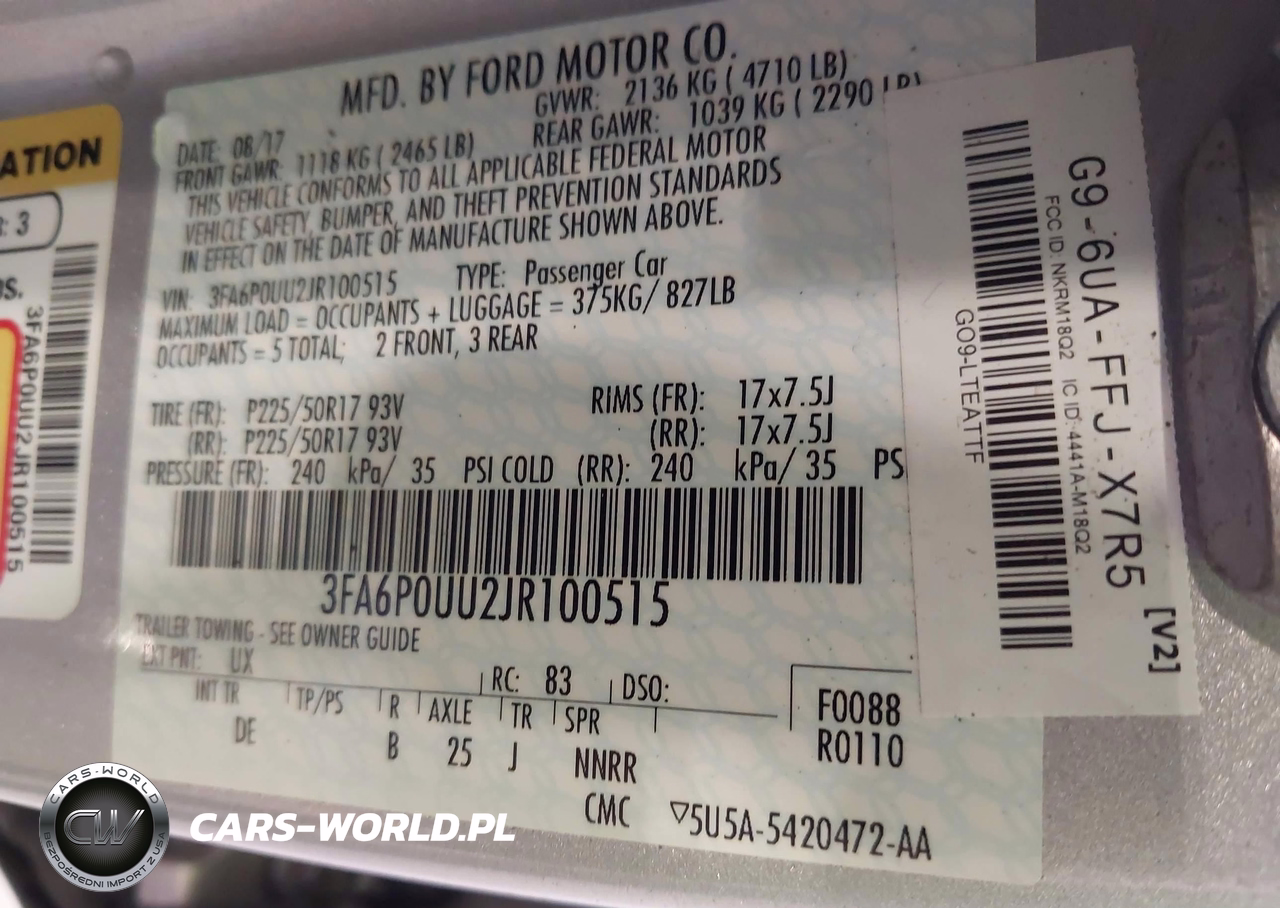 MFD. BY FORD MOTOR CO.
DATE: 08/17
GVWR: 2136 KG ( 4710 LB)
FRONT GAWR: 1118 KG ( 2465 LB)
REAR GAWR: 1039 KG ( 2290 LB)
THIS VEHICLE CONFORMS TO ALL APPLICABLE FEDERAL MOTOR
VEHICLE SAFETY, BUMPER, AND THEFT PREVENTION STANDARDS
IN EFFECT ON THE DATE OF MANUFACTURE SHOWN ABOVE.
VIN: 3FA6P0UU2JR100515
TYPE: Passenger Car
MAXIMUM LOAD = OCCUPANTS + LUGGAGE = 375KG/ 827LB
OCCUPANTS = 5 TOTAL; 2 FRONT, 3 REAR
TIRE (FR): P225/50R17 93V RIMS (FR): 17x7.5J
(RR): P225/50R17 93V (RR): 17x7.5J
PRESSURE (FR): 240 kPa/ 35 PSI COLD (RR): 240 kPa/ 35 PS
3FA6P0UU2JR100515
TRAILER TOWING - SEE OWNER GUIDE
EXT PNT: UX RC: 83 DSO:
INT TR TP/PS R AXLE TR SPR
DE B 25 J NNRR
F0088
R0110
CMC ▽5U5A-5420472-AA
G9-6UA-FFJ-X7R5 [V2]
FCC ID: NKRM18Q2 IC ID: 4441A-M18Q2
GO9-LTEATTF
ATION
: 3
3FA6P0UU2JR100515
CARS-WORLD
CW
BEZPOŚREDNI IMPORT Z USA
CARS-WORLD.PL